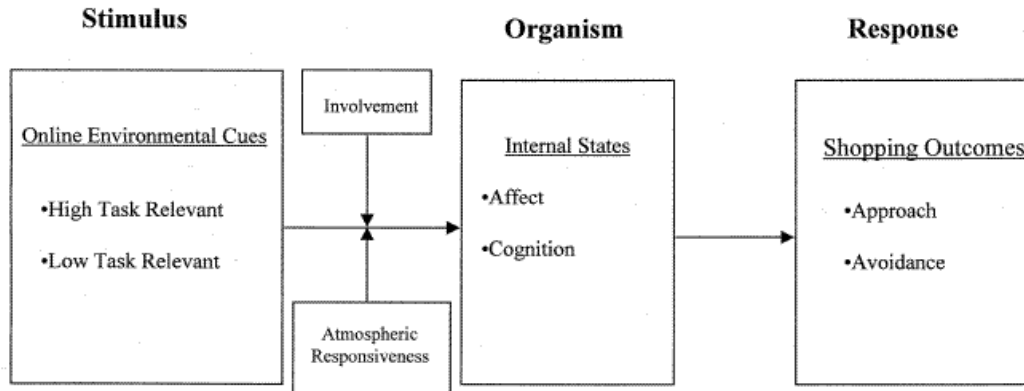 Stimulus
Organism
Response
Online Environmental Cues
•High Task Relevant
•Low Task Relevant
Involvement
Atmospheric
Responsiveness
Internal States
•Affect
•Cognition
Shopping Outcomes
•Approach
•Avoidance